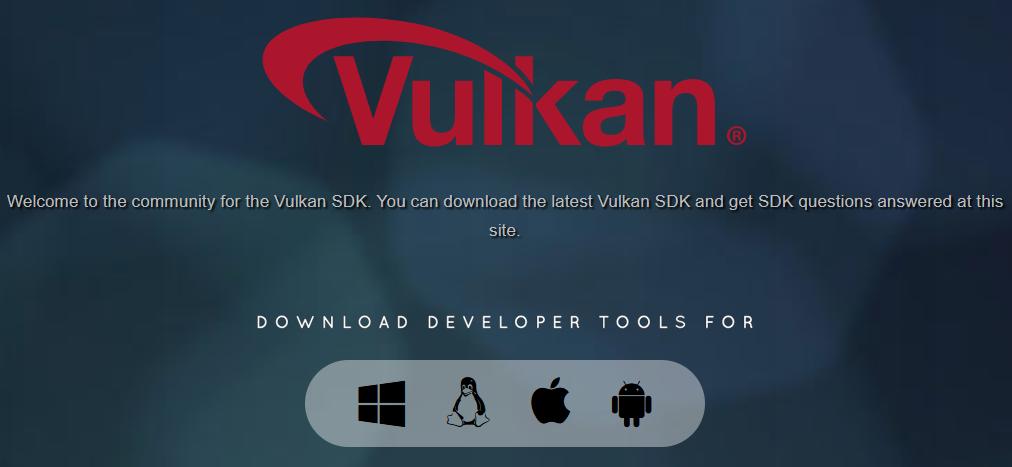 Vulkan®
Welcome to the community for the Vulkan SDK. You can download the latest Vulkan SDK and get SDK questions answered at this
site.
DOWNLOAD DEVELOPER TOOLS FOR